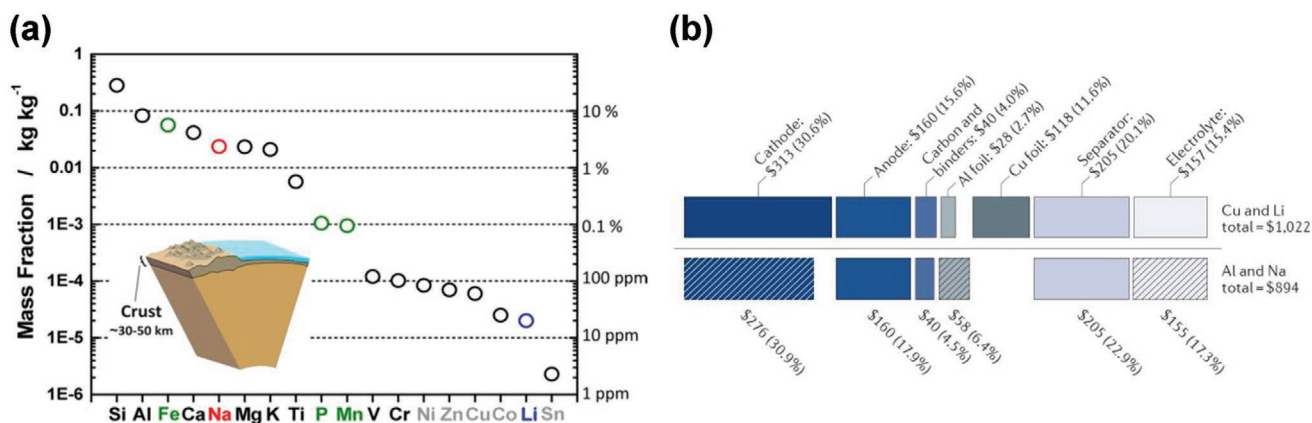 (a)
Mass Fraction / kg kg-1
1
0.1
0.01
1E-3
1E-4
1E-5
1E-6
10 %
1 %
0.1 %
100 ppm
10 ppm
1 ppm
Crust
~30-50 km
Si Al Fe Ca Na Mg K Ti P Mn V Cr Ni Zn Cu Co Li Sn
(b)
Cathode:
$313 (30.6%)
Anode: $160 (15.6%)
Carbon and
binders: $40 (4.0%)
Al foil: $28 (2.7%)
Cu foil: $118 (11.6%)
Separator:
$205 (20.1%)
Electrolyte:
$157 (15.4%)
Cu and Li
total = $1,022
Al and Na
total = $894
$276 (30.9%)
$160 (17.9%)
$40 (4.5%)
$58 (6.4%)
$205 (22.9%)
$155 (17.3%)